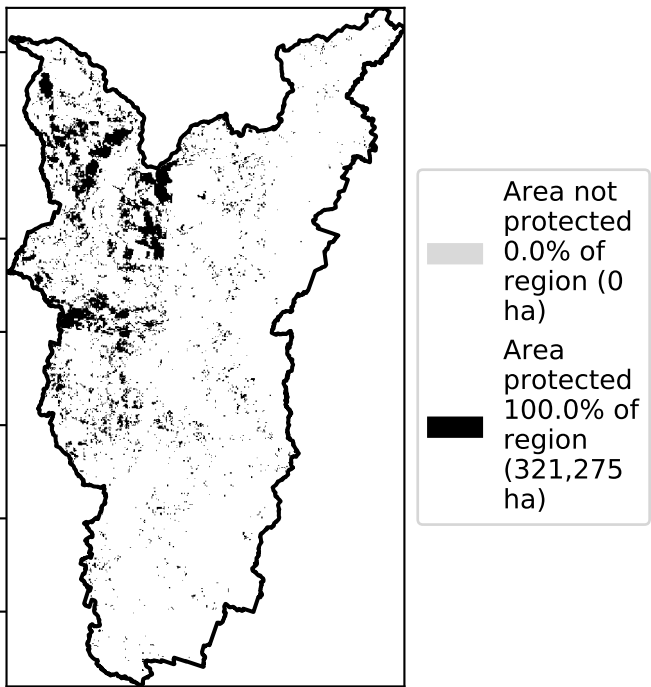 Area not
protected
0.0% of
region (0
ha)
Area
protected
100.0% of
region
(321,275
ha)